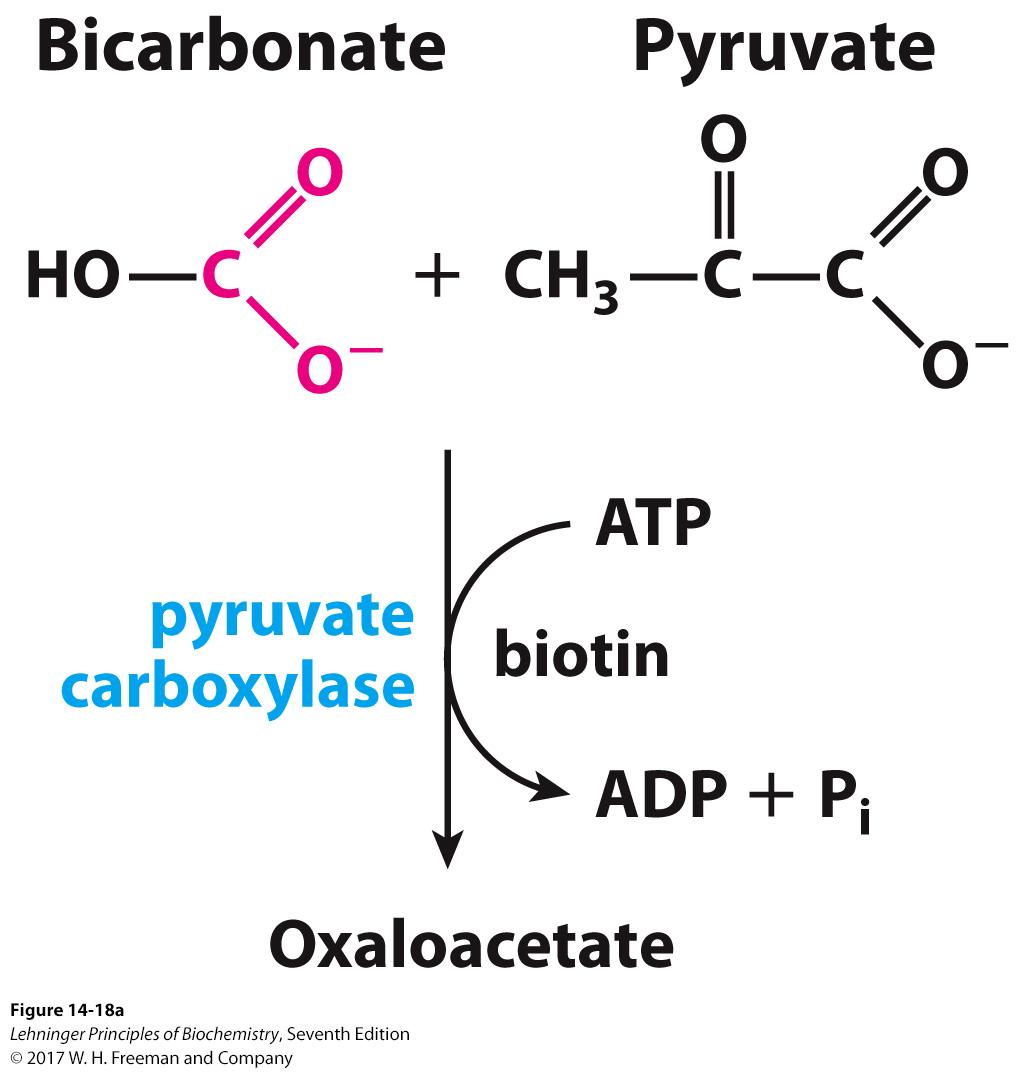 Bicarbonate Pyruvate
O O O
HO C + CH₃ C C
O⁻ O⁻
ATP
pyruvate
carboxylase
biotin
ADP + Pᵢ
Oxaloacetate
Figure 14-18a
Lehninger Principles of Biochemistry, Seventh Edition
© 2017 W. H. Freeman and Company